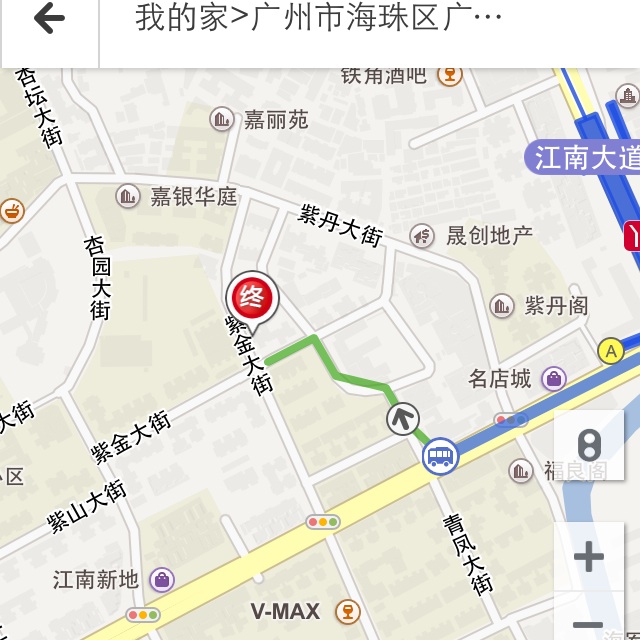 我的家>广州市海珠区广…
铁角酒吧
杏坛大街
嘉丽苑
江南大道
嘉银华庭
紫丹大街
晟创地产
杏园大街
终
紫丹阁
紫金大街
A
名店城
大街
紫金大街
小区
福良阁
紫山大街
青凤大街
江南新地
V-MAX